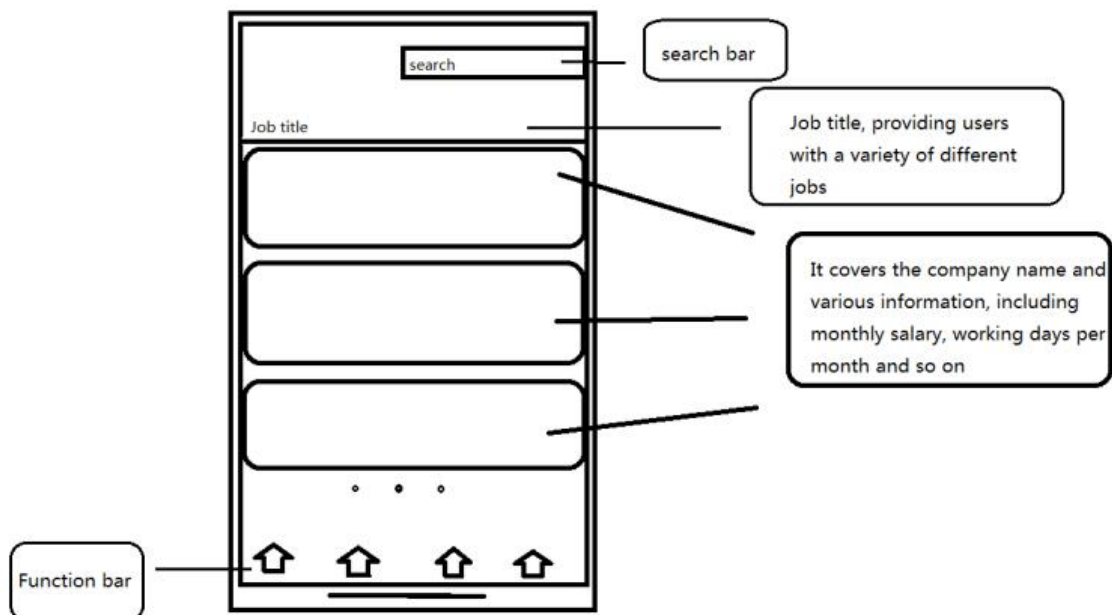 search
search bar
Job title
Job title, providing users
with a variety of different
jobs
It covers the company name and
various information, including
monthly salary, working days per
month and so on
Function bar